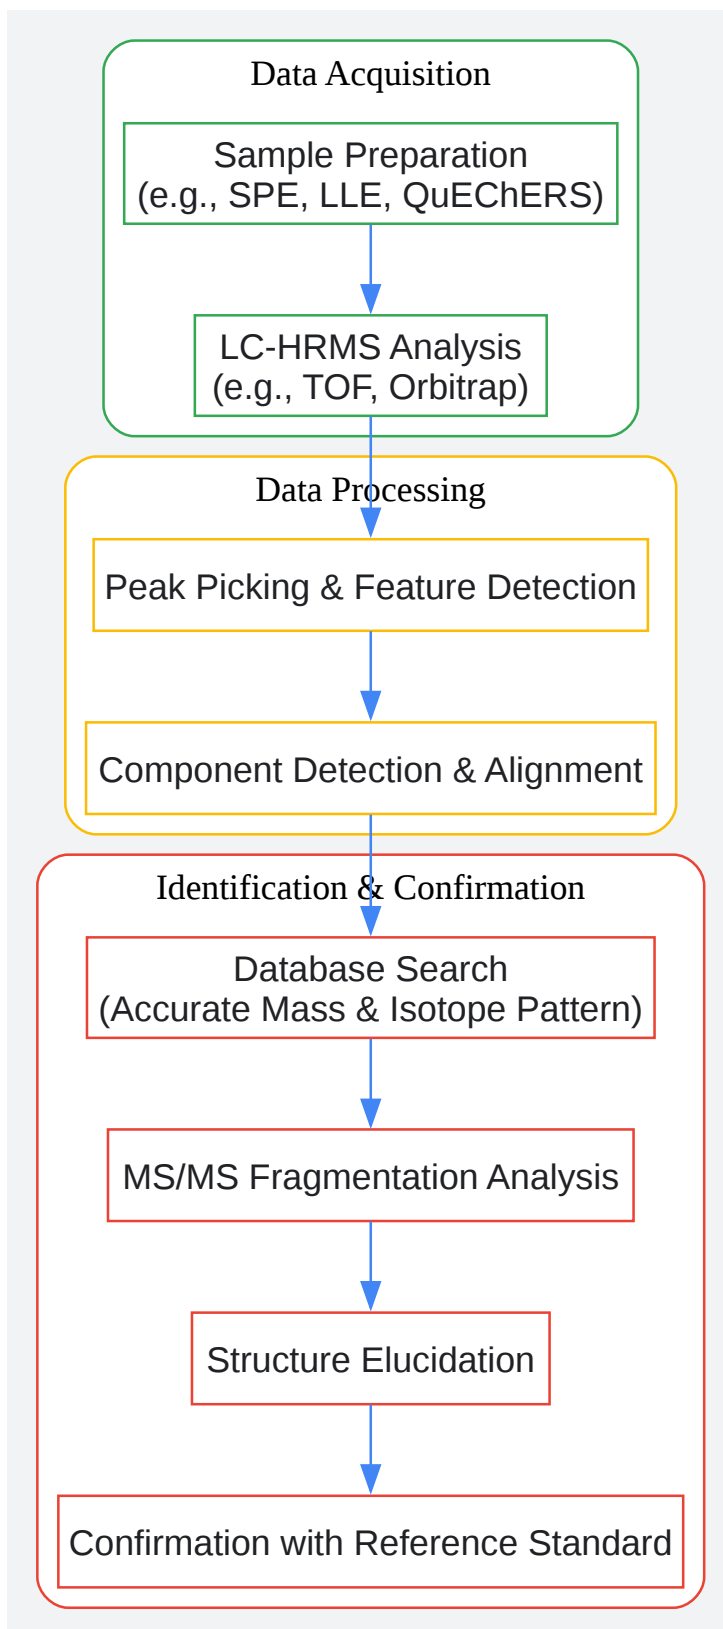 Data Acquisition
Sample Preparation
(e.g., SPE, LLE, QuEChERS)
LC-HRMS Analysis
(e.g., TOF, Orbitrap)
Data Processing
Peak Picking & Feature Detection
Component Detection & Alignment
Identification & Confirmation
Database Search
(Accurate Mass & Isotope Pattern)
MS/MS Fragmentation Analysis
Structure Elucidation
Confirmation with Reference Standard